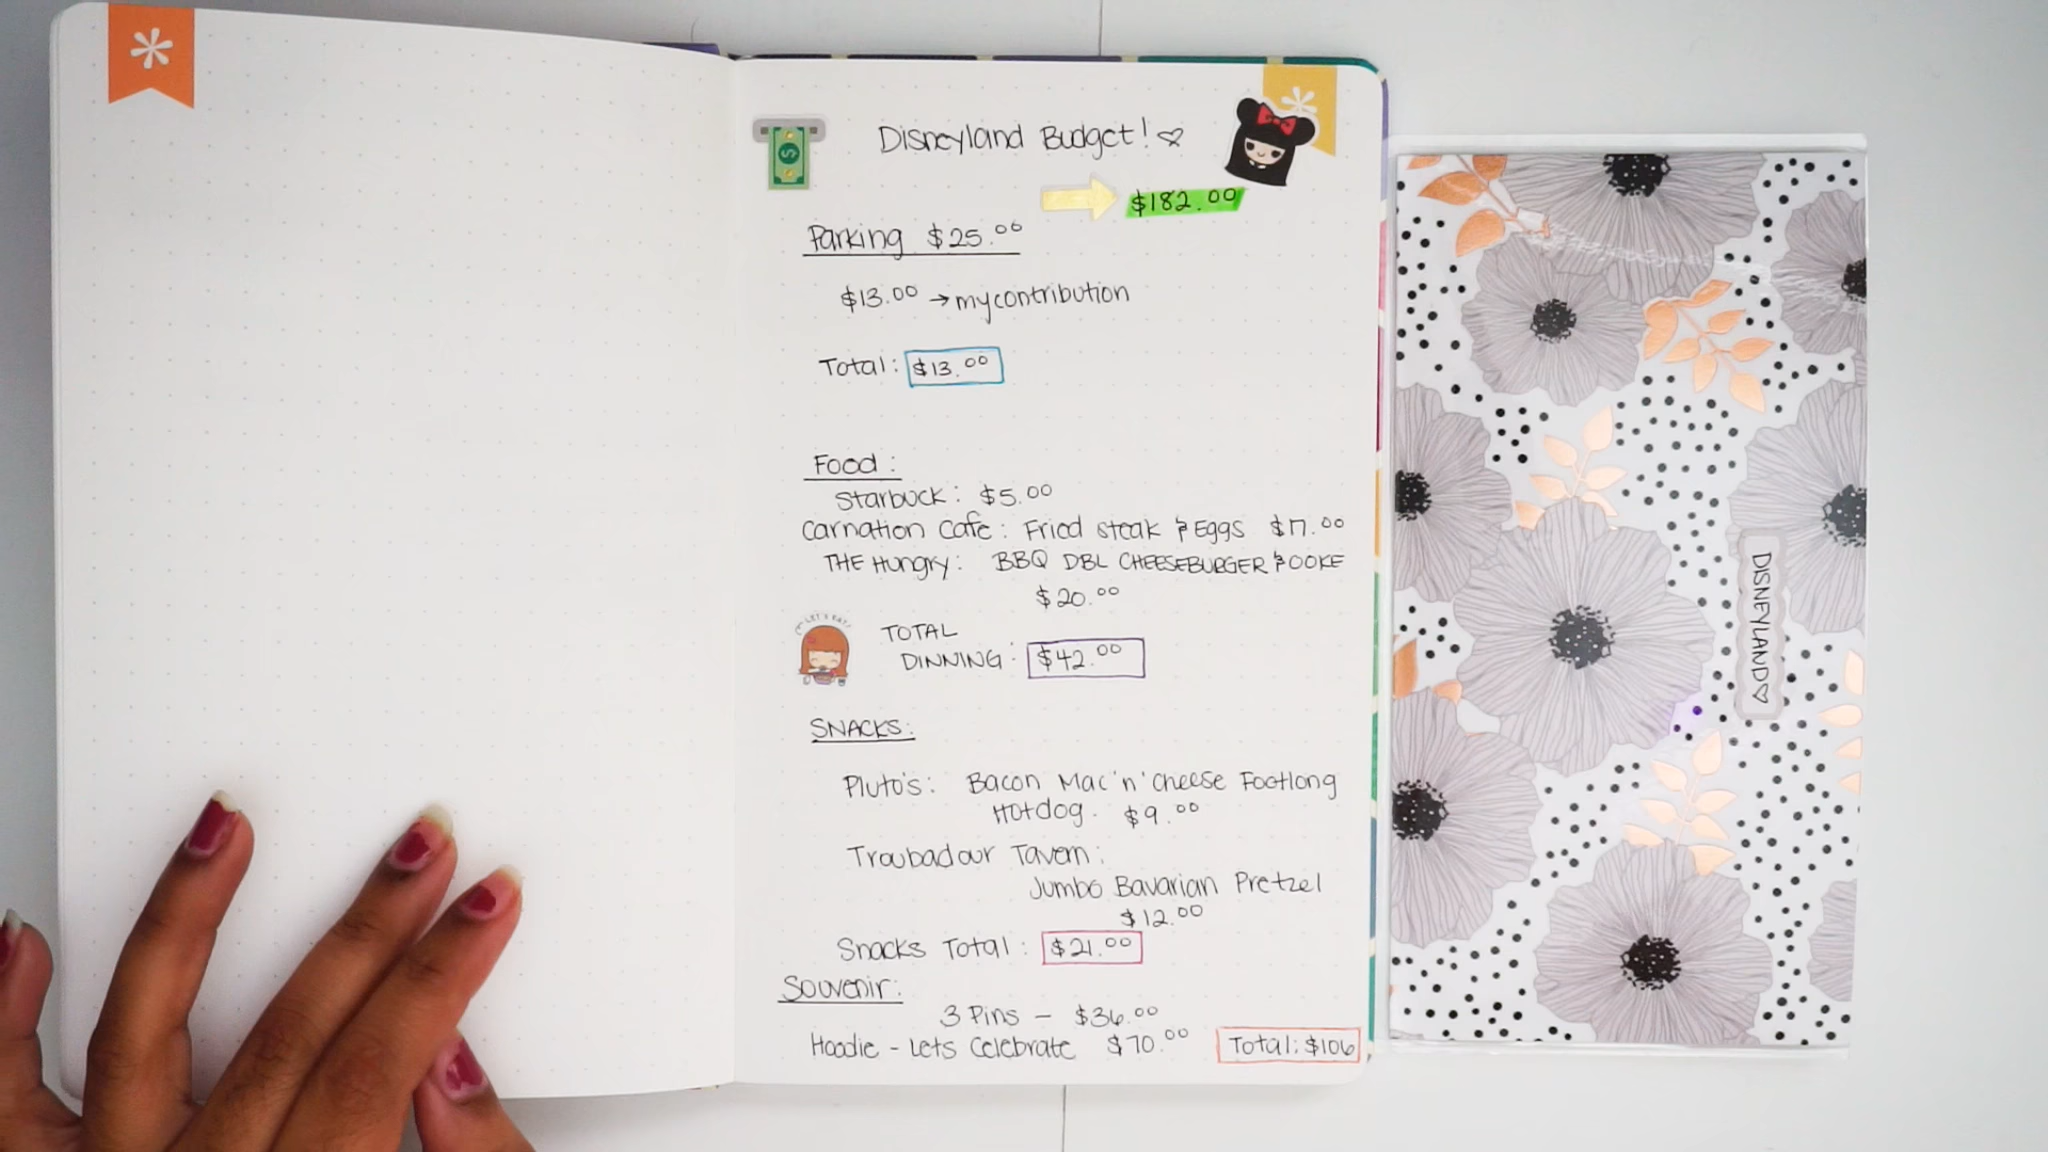 Disneyland Budget!
$182.00
Parking $25.00
$13.00 → my contribution
Total: $13.00
Food:
Starbuck: $5.00
Carnation Cafe: Fried steak & Eggs $17.00
THE Hungry: BBQ DBL CHEESEBURGER & COKE
$20.00
LET'S EAT!
TOTAL
DINNING: $42.00
SNACKS:
Pluto's: Bacon Mac'n'Cheese Footlong
Hotdog. $9.00
Troubadour Tavern:
Jumbo Bavarian Pretzel
$12.00
Snacks Total: $21.00
Souvenir:
3 Pins - $36.00
Hoodie - Lets Celebrate $70.00 Total: $106
DISNEYLAND♡